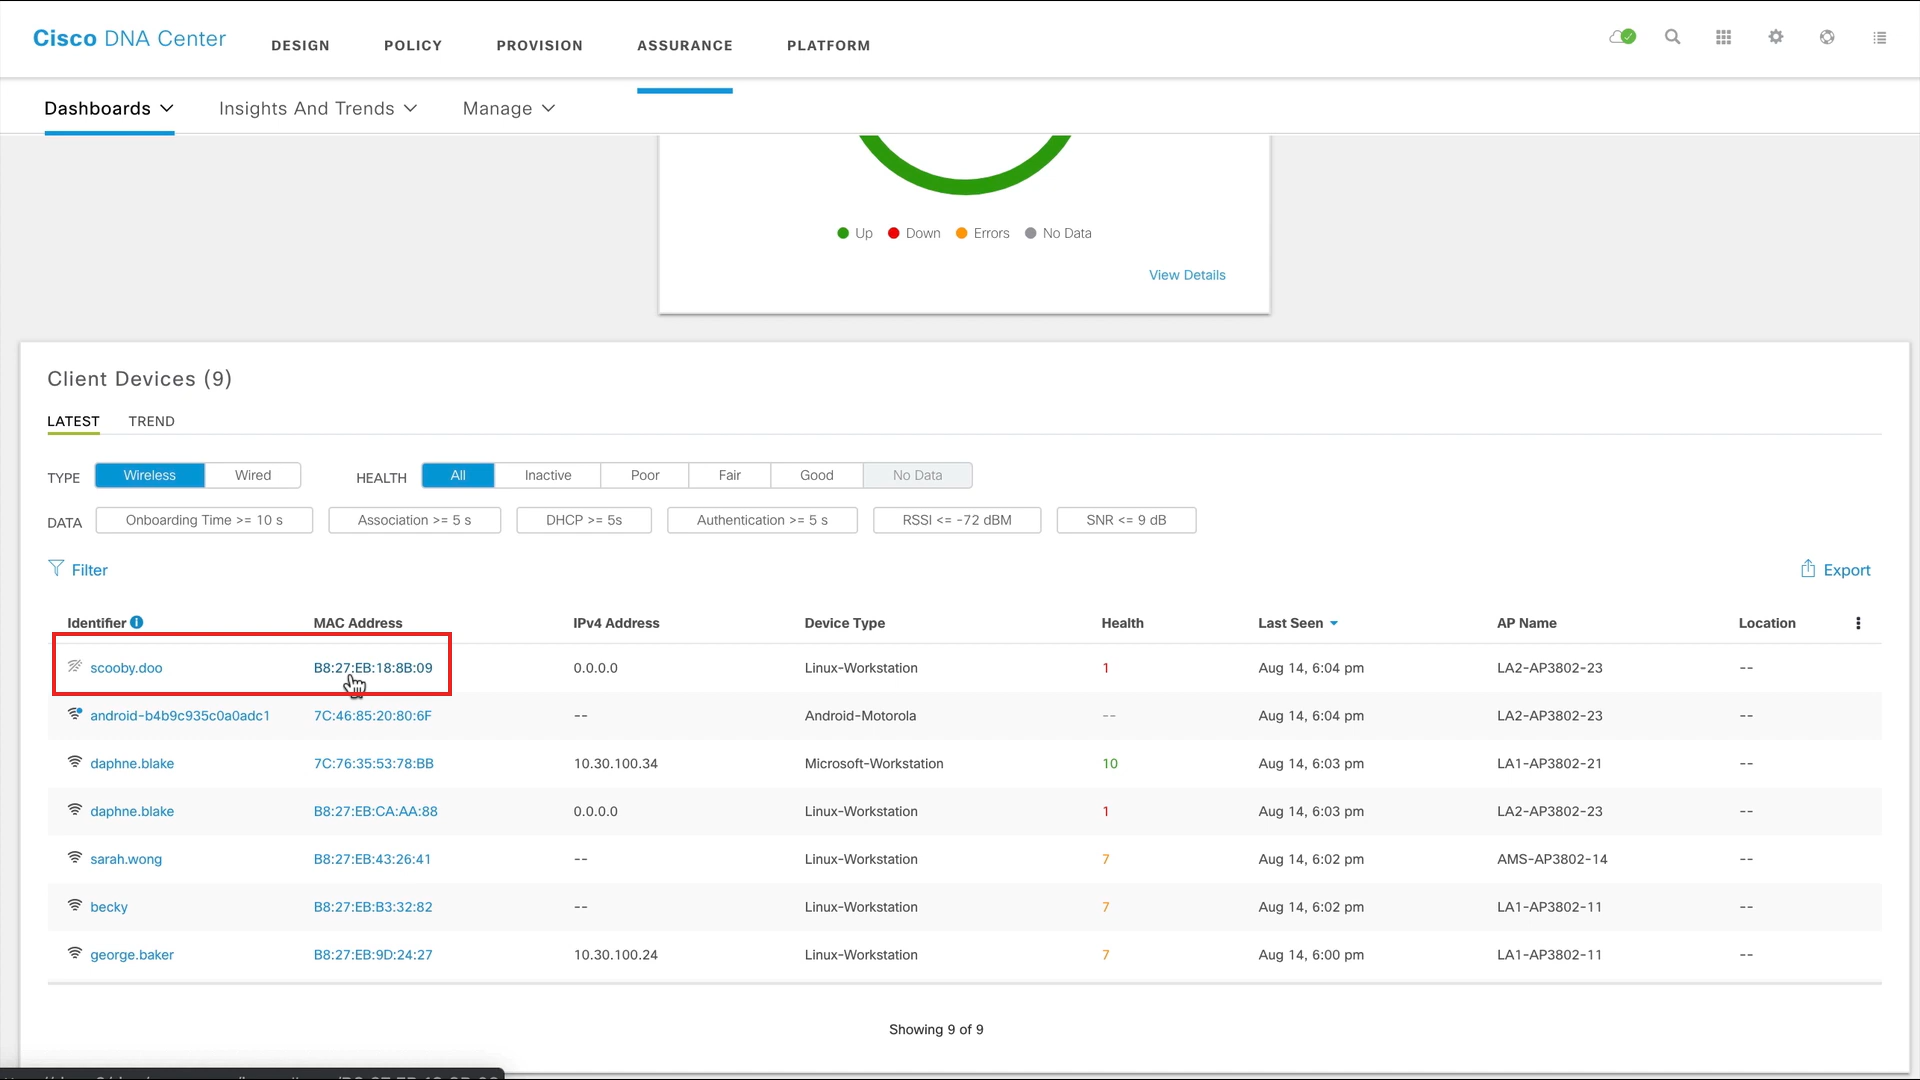 Cisco DNA Center DESIGN POLICY PROVISION ASSURANCE PLATFORM
Dashboards Insights And Trends Manage
Up Down Errors No Data
View Details
Client Devices (9)
LATEST TREND
TYPE Wireless Wired HEALTH All Inactive Poor Fair Good No Data
DATA Onboarding Time >= 10 s Association >= 5 s DHCP >= 5s Authentication >= 5 s RSSI <= -72 dBM SNR <= 9 dB
Filter Export
Identifier MAC Address IPv4 Address Device Type Health Last Seen AP Name Location
scooby.doo B8:27:EB:18:8B:09 0.0.0.0 Linux-Workstation 1 Aug 14, 6:04 pm LA2-AP3802-23 --
android-b4b9c935c0a0adc1 7C:46:85:20:80:6F -- Android-Motorola -- Aug 14, 6:04 pm LA2-AP3802-23 --
daphne.blake 7C:76:35:53:78:BB 10.30.100.34 Microsoft-Workstation 10 Aug 14, 6:03 pm LA1-AP3802-21 --
daphne.blake B8:27:EB:CA:AA:88 0.0.0.0 Linux-Workstation 1 Aug 14, 6:03 pm LA2-AP3802-23 --
sarah.wong B8:27:EB:43:26:41 -- Linux-Workstation 7 Aug 14, 6:02 pm AMS-AP3802-14 --
becky B8:27:EB:B3:32:82 -- Linux-Workstation 7 Aug 14, 6:02 pm LA1-AP3802-11 --
george.baker B8:27:EB:9D:24:27 10.30.100.24 Linux-Workstation 7 Aug 14, 6:00 pm LA1-AP3802-11 --
Showing 9 of 9